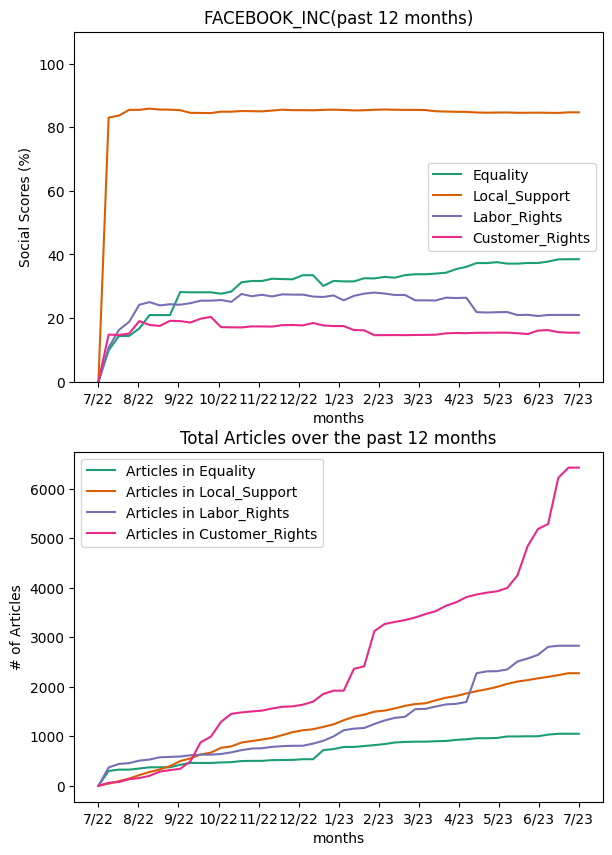 FACEBOOK_INC(past 12 months)
100
80
60
40
20
0
Social Scores (%)
Equality
Local_Support
Labor_Rights
Customer_Rights
7/22 8/22 9/22 10/22 11/22 12/22 1/23 2/23 3/23 4/23 5/23 6/23 7/23
months
Total Articles over the past 12 months
6000
5000
4000
3000
2000
1000
0
# of Articles
Articles in Equality
Articles in Local_Support
Articles in Labor_Rights
Articles in Customer_Rights
7/22 8/22 9/22 10/22 11/22 12/22 1/23 2/23 3/23 4/23 5/23 6/23 7/23
months